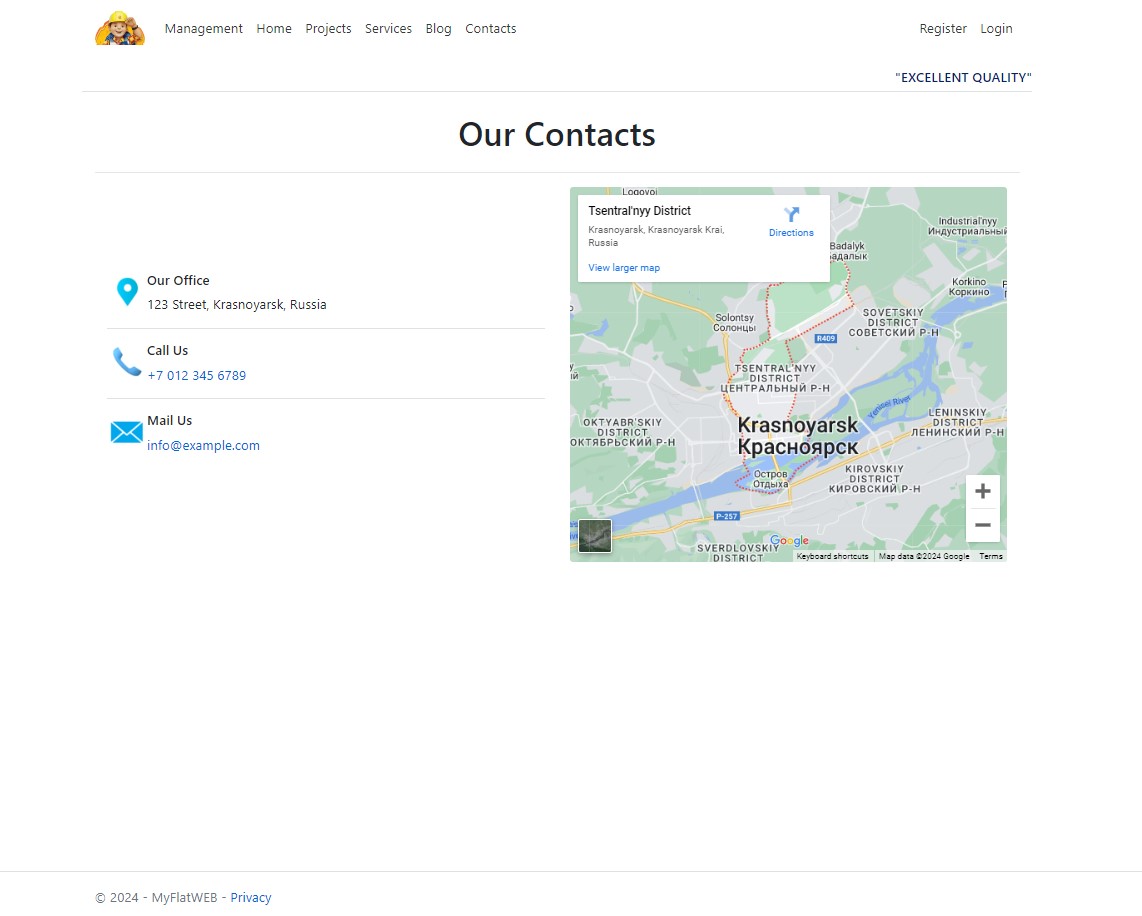 Management Home Projects Services Blog Contacts Register Login
"EXCELLENT QUALITY"
Our Contacts
Our Office
123 Street, Krasnoyarsk, Russia
Call Us
+7 012 345 6789
Mail Us
info@example.com
Logovoi
Tsentral'nyy District
Krasnoyarsk, Krasnoyarsk Krai,
Russia
Directions
View larger map
Industrial'nyy
Индустриальный
Badalyk
Бадалык
Korkino
Коркино
Solontsy
Солонцы
SOVETSKIY
DISTRICT
СОВЕТСКИЙ Р-Н
R409
TSENTRAL'NYY
DISTRICT
ЦЕНТРАЛЬНЫЙ Р-Н
Yenisei River
OKTYABR'SKIY
DISTRICT
ОКТЯБРЬСКИЙ Р-Н
LENINSKIY
DISTRICT
ЛЕНИНСКИЙ Р-Н
Krasnoyarsk
Красноярск
KIROVSKIY
DISTRICT
КИРОВСКИЙ Р-Н
Остров
Отдыха
P-257
SVERDLOVSKIY
DISTRICT
Google
Keyboard shortcuts Map data ©2024 Google Terms
© 2024 - MyFlatWEB - Privacy